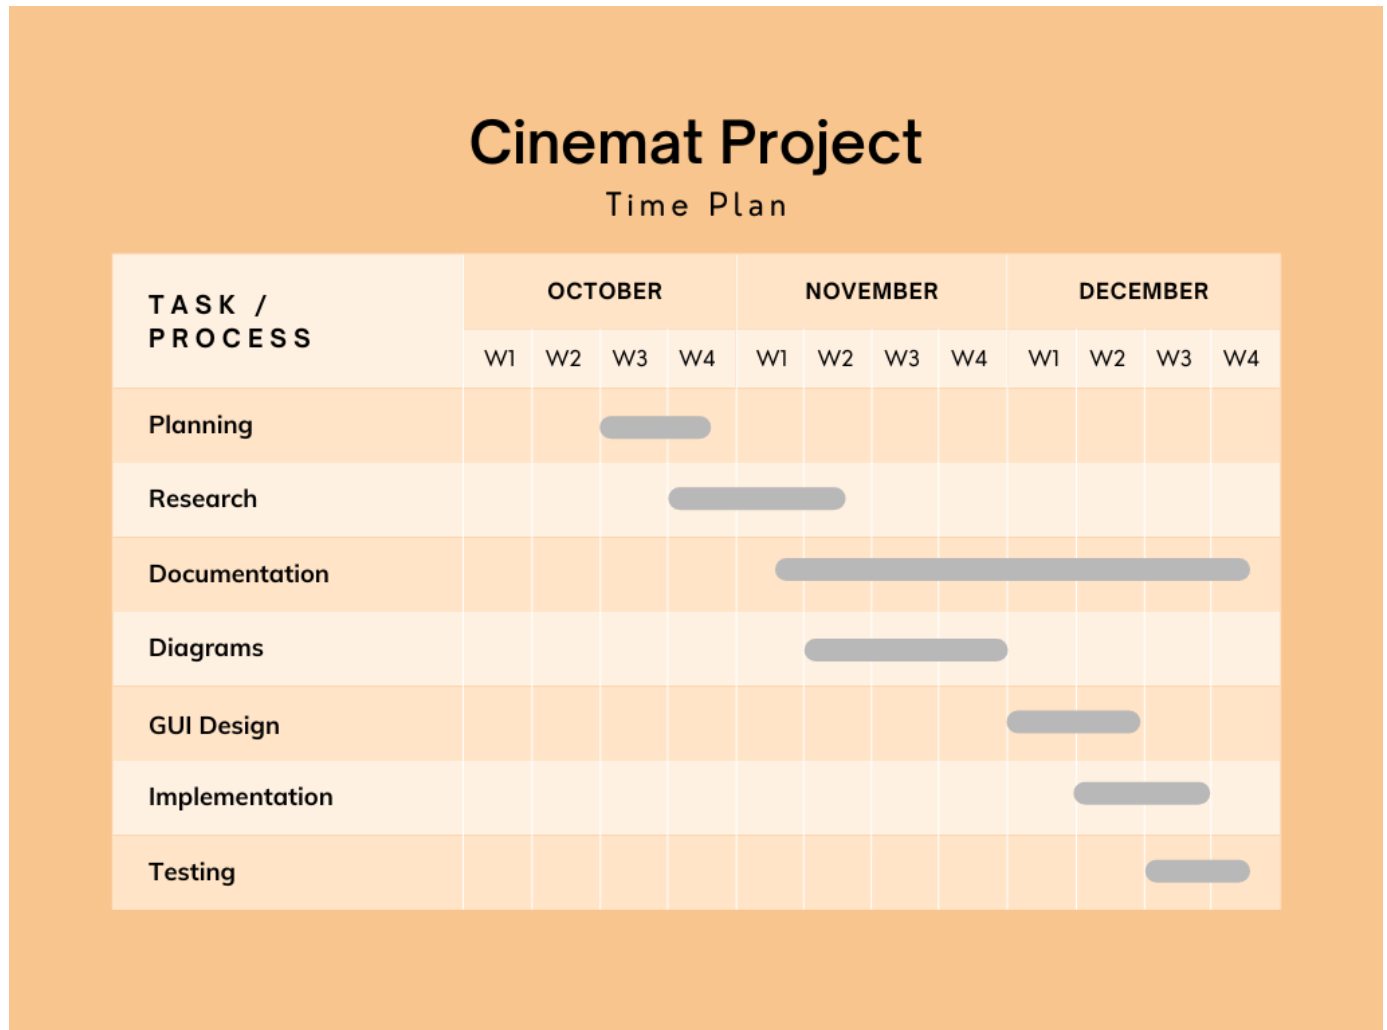 Cinemat Project
Time Plan
TASK /
PROCESS
OCTOBER NOVEMBER DECEMBER
W1 W2 W3 W4 W1 W2 W3 W4 W1 W2 W3 W4
Planning
Research
Documentation
Diagrams
GUI Design
Implementation
Testing